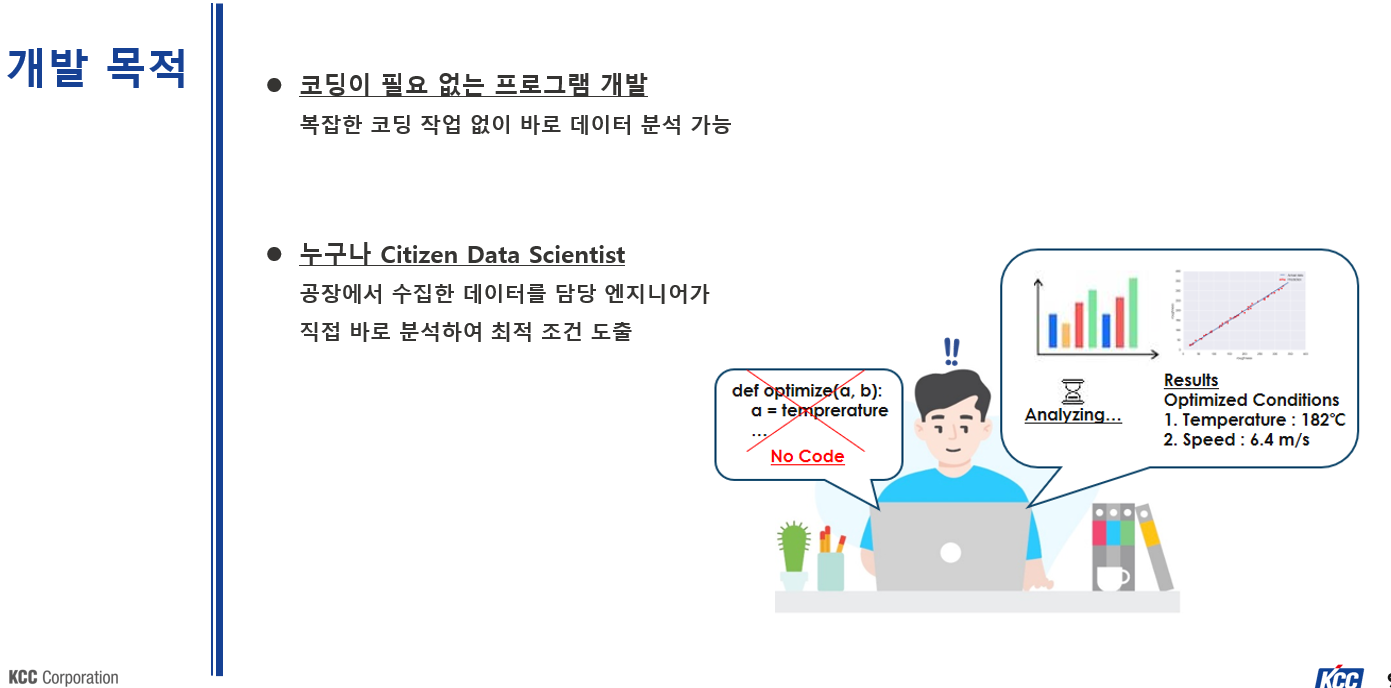 개발 목적
● 코딩이 필요 없는 프로그램 개발
복잡한 코딩 작업 없이 바로 데이터 분석 가능
● 누구나 Citizen Data Scientist
공장에서 수집한 데이터를 담당 엔지니어가
직접 바로 분석하여 최적 조건 도출
!!
def optimize(a, b):
a = temprerature
...
No Code
Analyzing...
Results
Optimized Conditions
1. Temperature : 182℃
2. Speed : 6.4 m/s
KCC Corporation
KCC